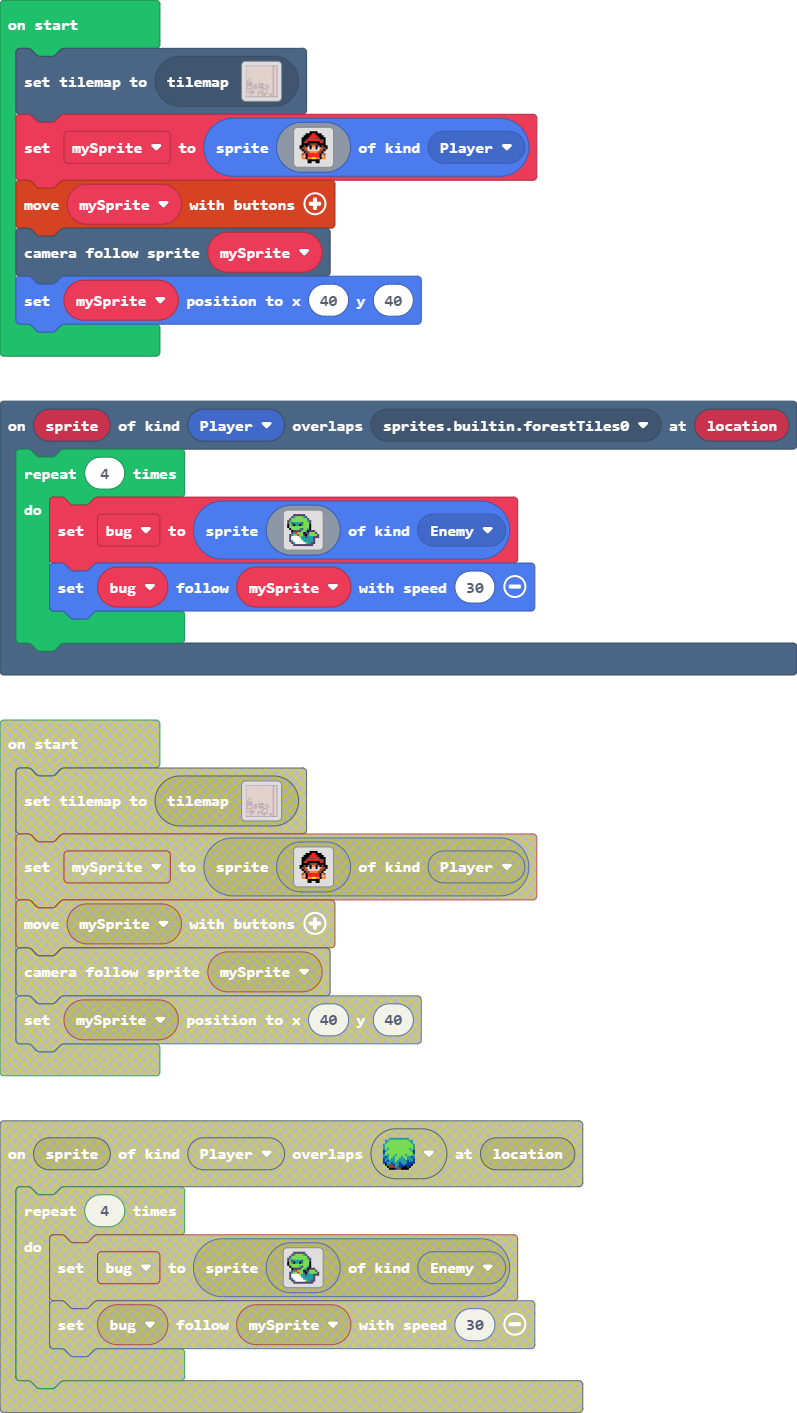 on start
set tilemap to tilemap
set mySprite to sprite of kind Player
move mySprite with buttons
camera follow sprite mySprite
set mySprite position to x 40 y 40
on sprite of kind Player overlaps sprites.builtin.forestTiles0 at location
repeat 4 times
do
set bug to sprite of kind Enemy
set bug follow mySprite with speed 30
on start
set tilemap to tilemap
set mySprite to sprite of kind Player
move mySprite with buttons
camera follow sprite mySprite
set mySprite position to x 40 y 40
on sprite of kind Player overlaps at location
repeat 4 times
do
set bug to sprite of kind Enemy
set bug follow mySprite with speed 30